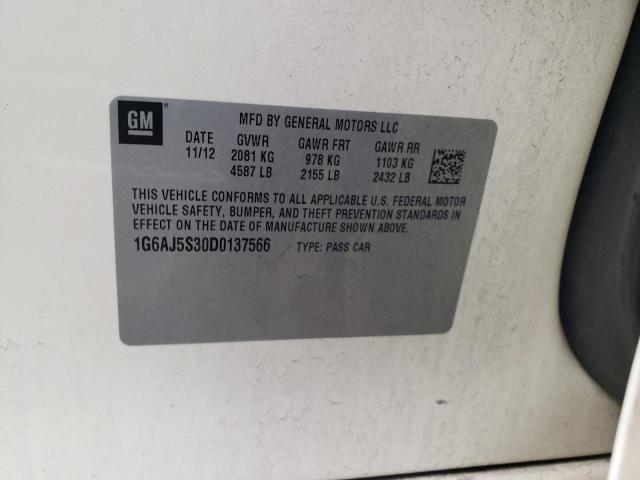 GM
MFD BY GENERAL MOTORS LLC
DATE GVWR GAWR FRT GAWR RR
11/12 2081 KG 978 KG 1103 KG
4587 LB 2155 LB 2432 LB
THIS VEHICLE CONFORMS TO ALL APPLICABLE U.S. FEDERAL MOTOR
VEHICLE SAFETY, BUMPER, AND THEFT PREVENTION STANDARDS IN
EFFECT ON THE DATE OF MANUFACTURE SHOWN ABOVE.
1G6AJ5S30D0137566 TYPE: PASS CAR